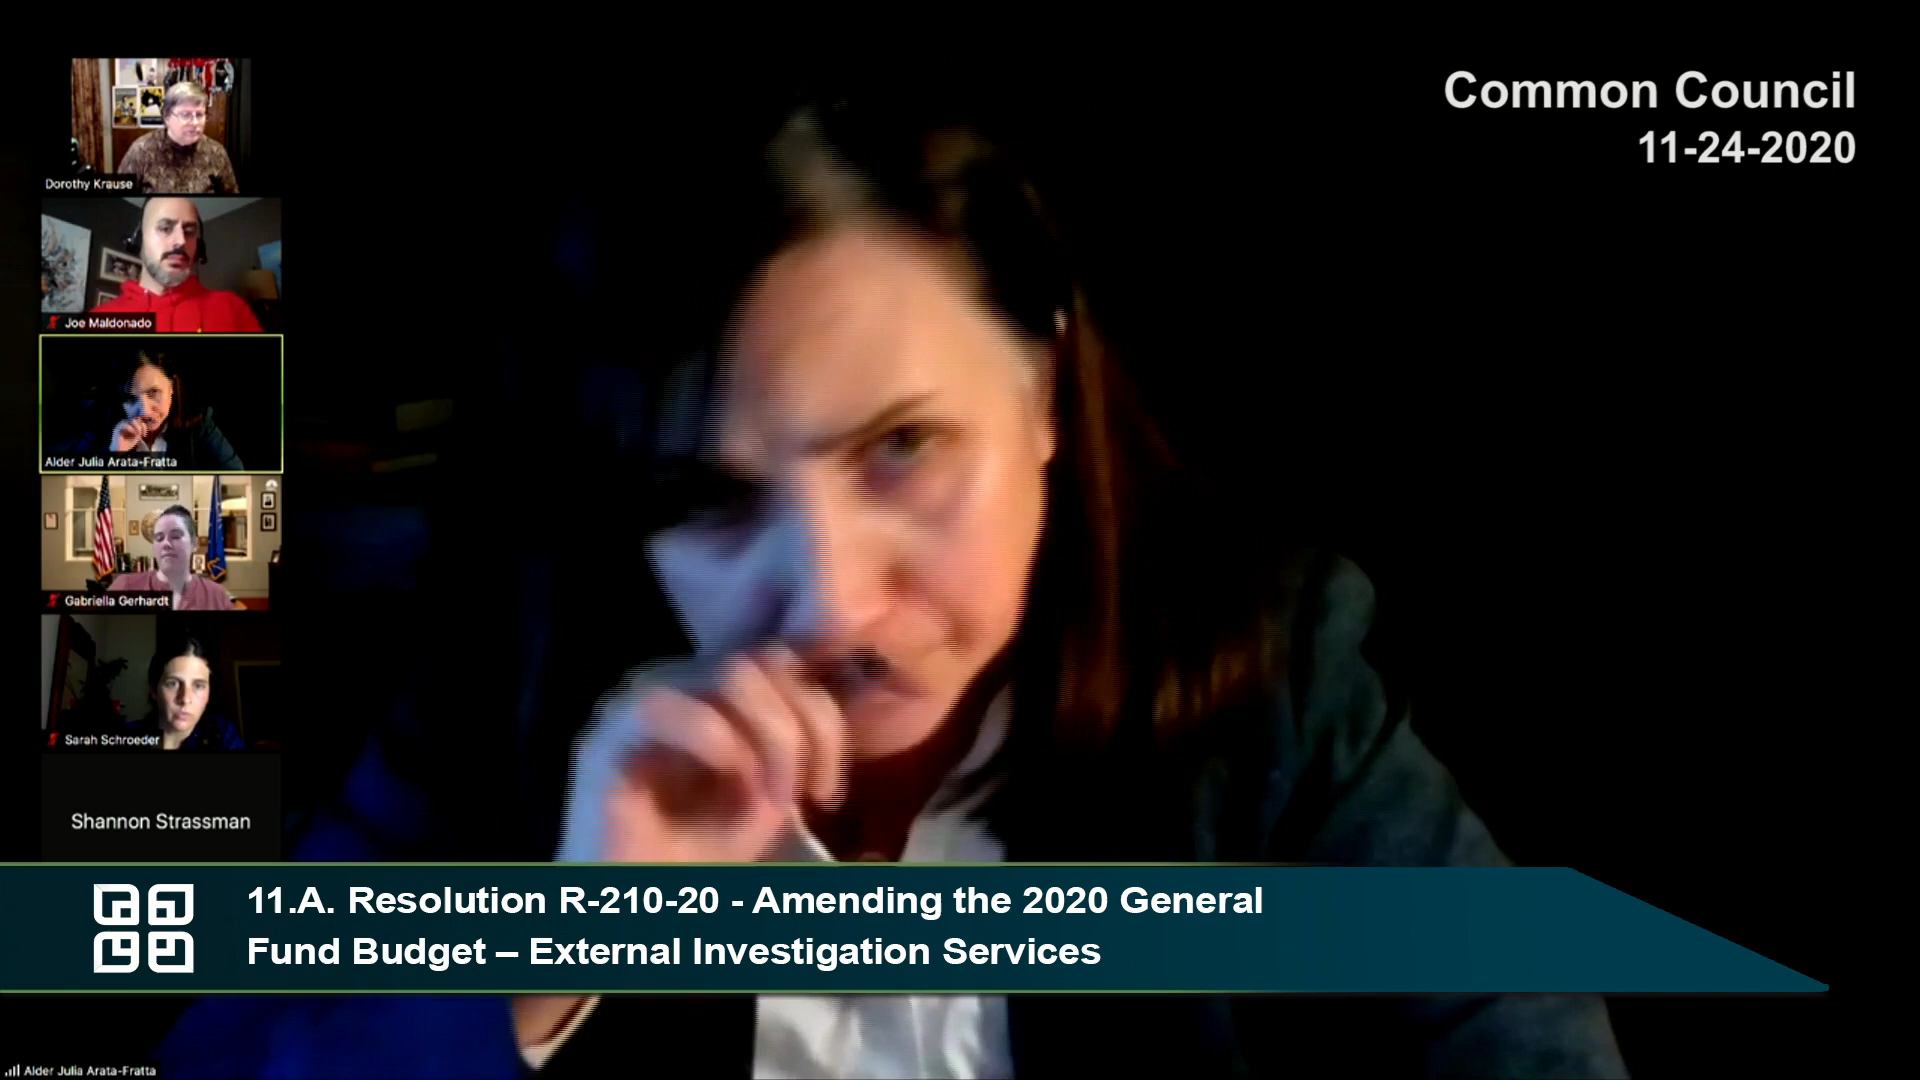 Common Council
11-24-2020
Dorothy Krause
Joe Maldonado
Alder Julia Arata-Fratta
Gabriella Gerhardt
Sarah Schroeder
Shannon Strassman
11.A. Resolution R-210-20 - Amending the 2020 General
Fund Budget – External Investigation Services
Alder Julia Arata-Fratta